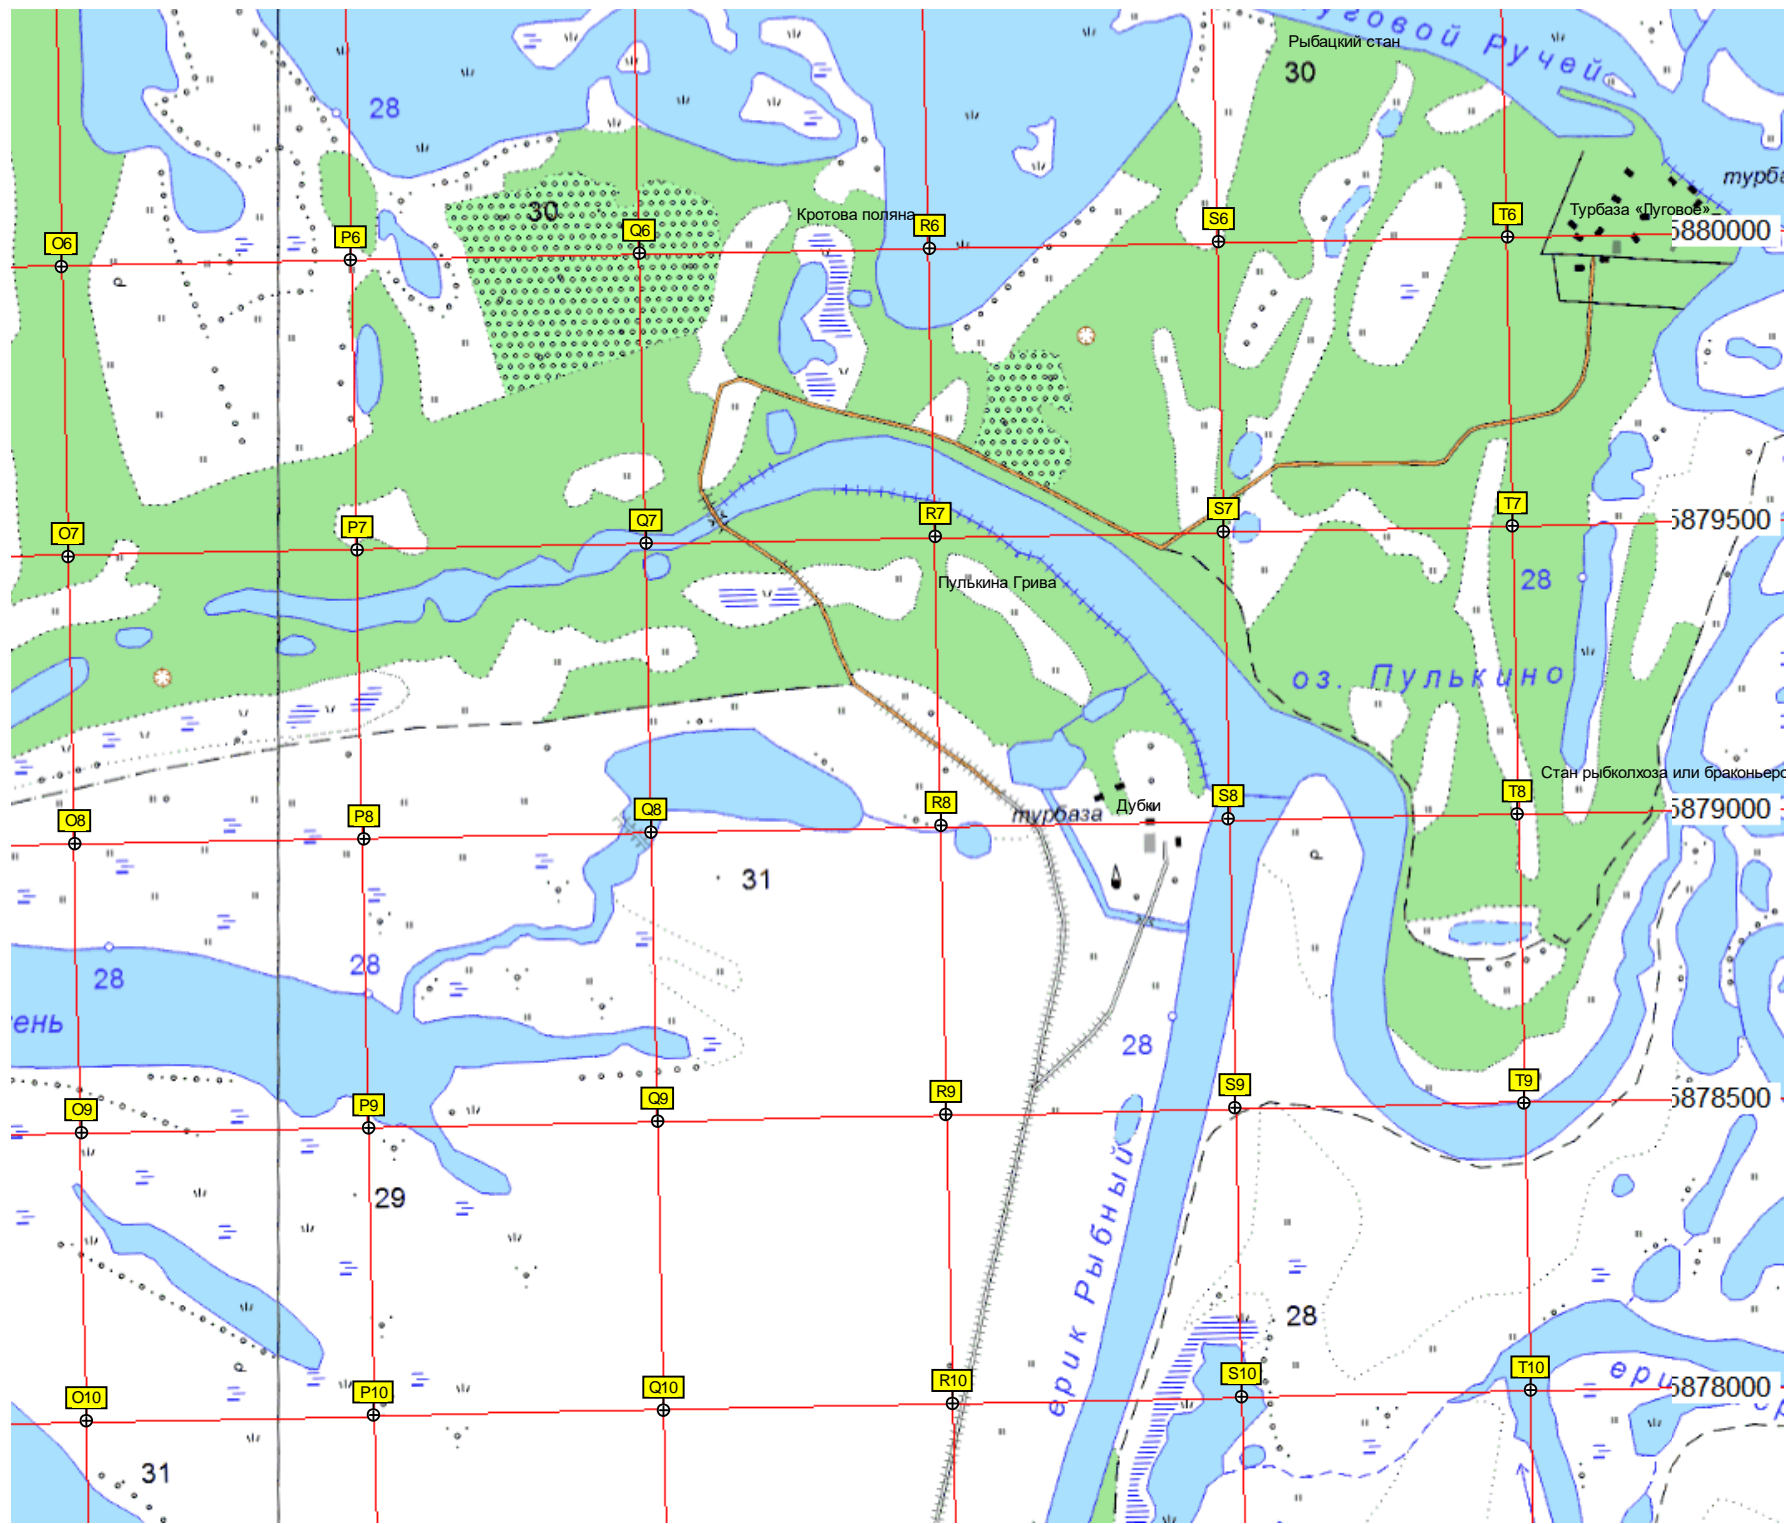 уговой Ручей
Рыбацкий стан
30
28
турба
30
Кротова поляна
Турбаза «Луговое»
O6
P6
Q6
R6
S6
T6
5880000
O7
P7
Q7
R7
S7
T7
5879500
Пулькина Грива
28
оз. Пулькино
Стан рыбколхоза или браконьеро
O8
P8
Q8
R8
S8
T8
5879000
Дубки
турбаза
31
28
28
ень
28
O9
P9
Q9
R9
S9
T9
5878500
29
ерик Рыбный
28
O10
P10
Q10
R10
S10
T10
ери
5878000
31